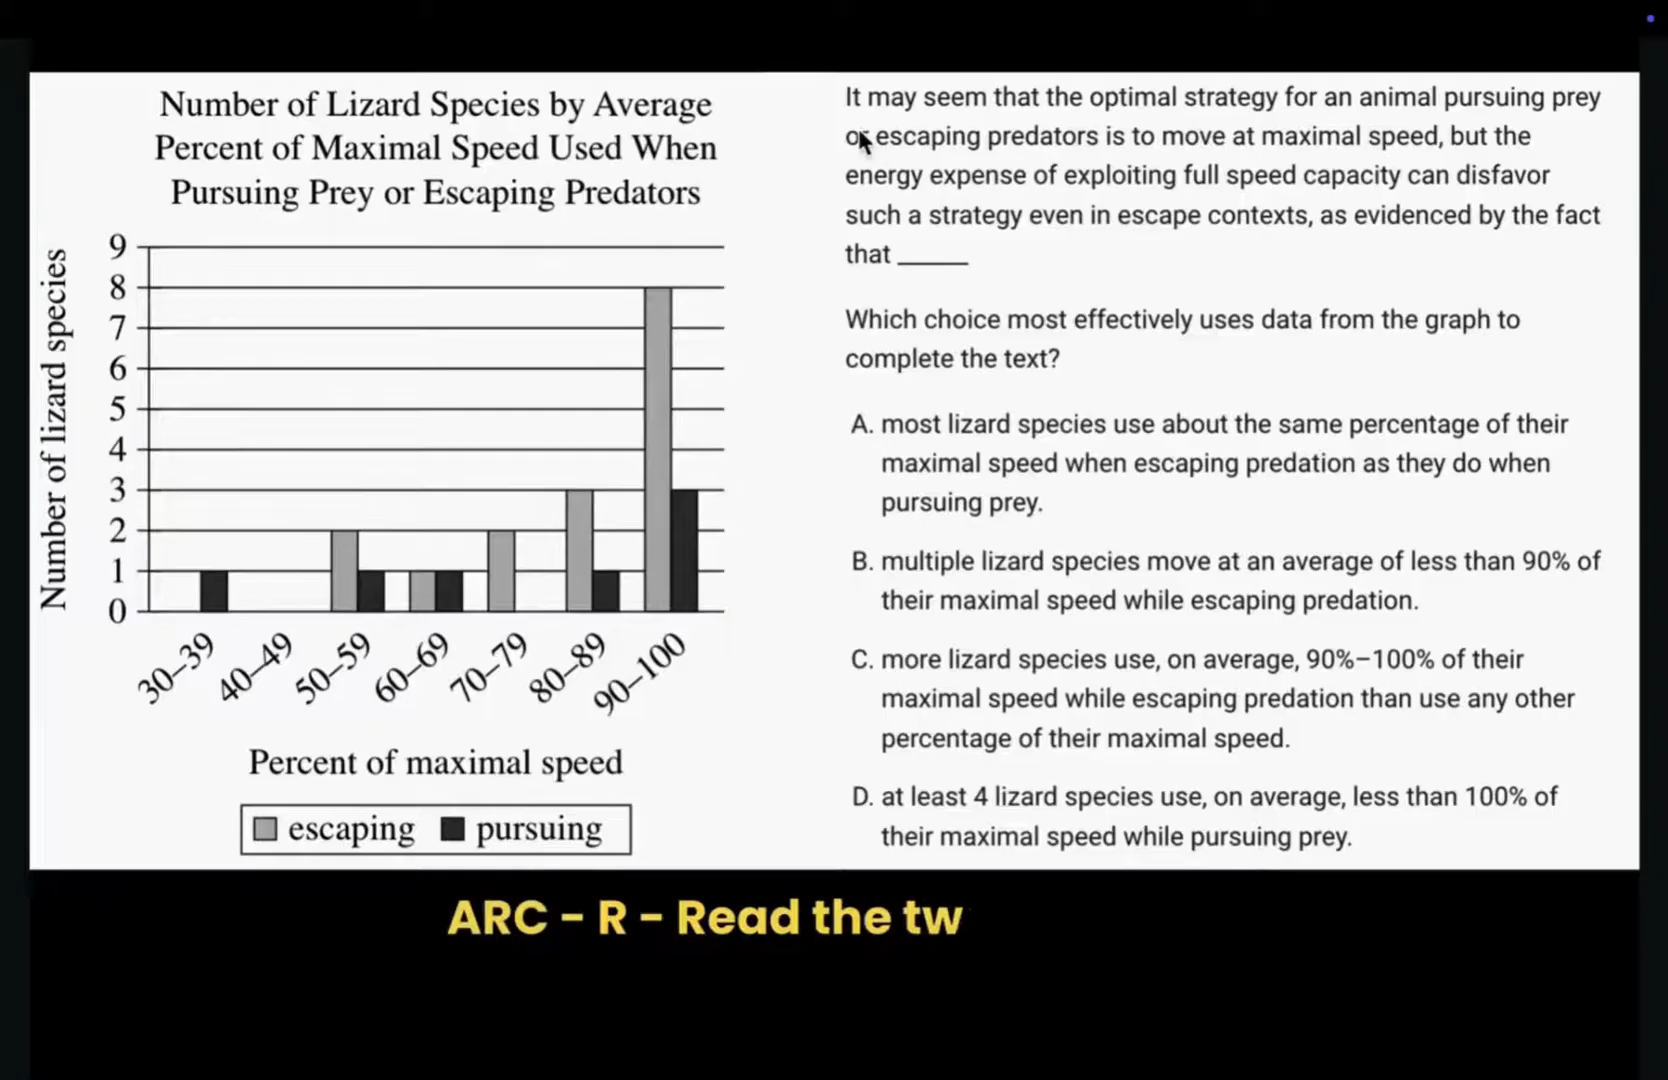 Number of Lizard Species by Average
Percent of Maximal Speed Used When
Pursuing Prey or Escaping Predators
Number of lizard species
9
8
7
6
5
4
3
2
1
0
30–39
40–49
50–59
60–69
70–79
80–89
90–100
Percent of maximal speed
escaping
pursuing
It may seem that the optimal strategy for an animal pursuing prey
or escaping predators is to move at maximal speed, but the
energy expense of exploiting full speed capacity can disfavor
such a strategy even in escape contexts, as evidenced by the fact
that ______
Which choice most effectively uses data from the graph to
complete the text?
A. most lizard species use about the same percentage of their
maximal speed when escaping predation as they do when
pursuing prey.
B. multiple lizard species move at an average of less than 90% of
their maximal speed while escaping predation.
C. more lizard species use, on average, 90%–100% of their
maximal speed while escaping predation than use any other
percentage of their maximal speed.
D. at least 4 lizard species use, on average, less than 100% of
their maximal speed while pursuing prey.
ARC - R - Read the tw